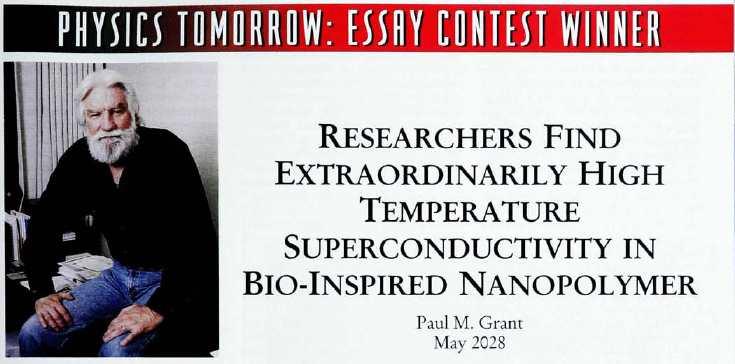 PHYSICS TOMORROW: ESSAY CONTEST WINNER
RESEARCHERS FIND
EXTRAORDINARILY HIGH
TEMPERATURE
SUPERCONDUCTIVITY IN
BIO-INSPIRED NANOPOLYMER
Paul M. Grant
May 2028